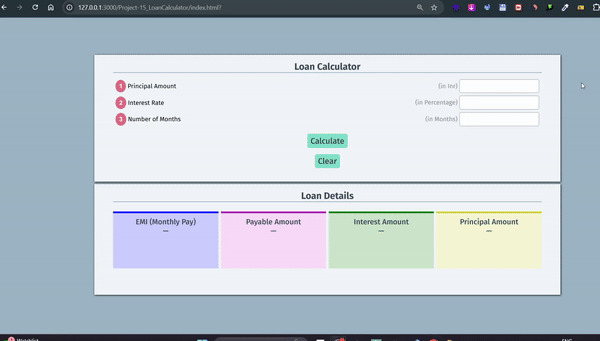 127.0.0.1:3000/Project-15_LoanCalculator/index.html?
Loan Calculator
1 Principal Amount (in Inr)
2 Interest Rate (in Percentage)
3 Number of Months (in Months)
Calculate
Clear
Loan Details
EMI (Monthly Pay) Payable Amount Interest Amount Principal Amount
— — — —